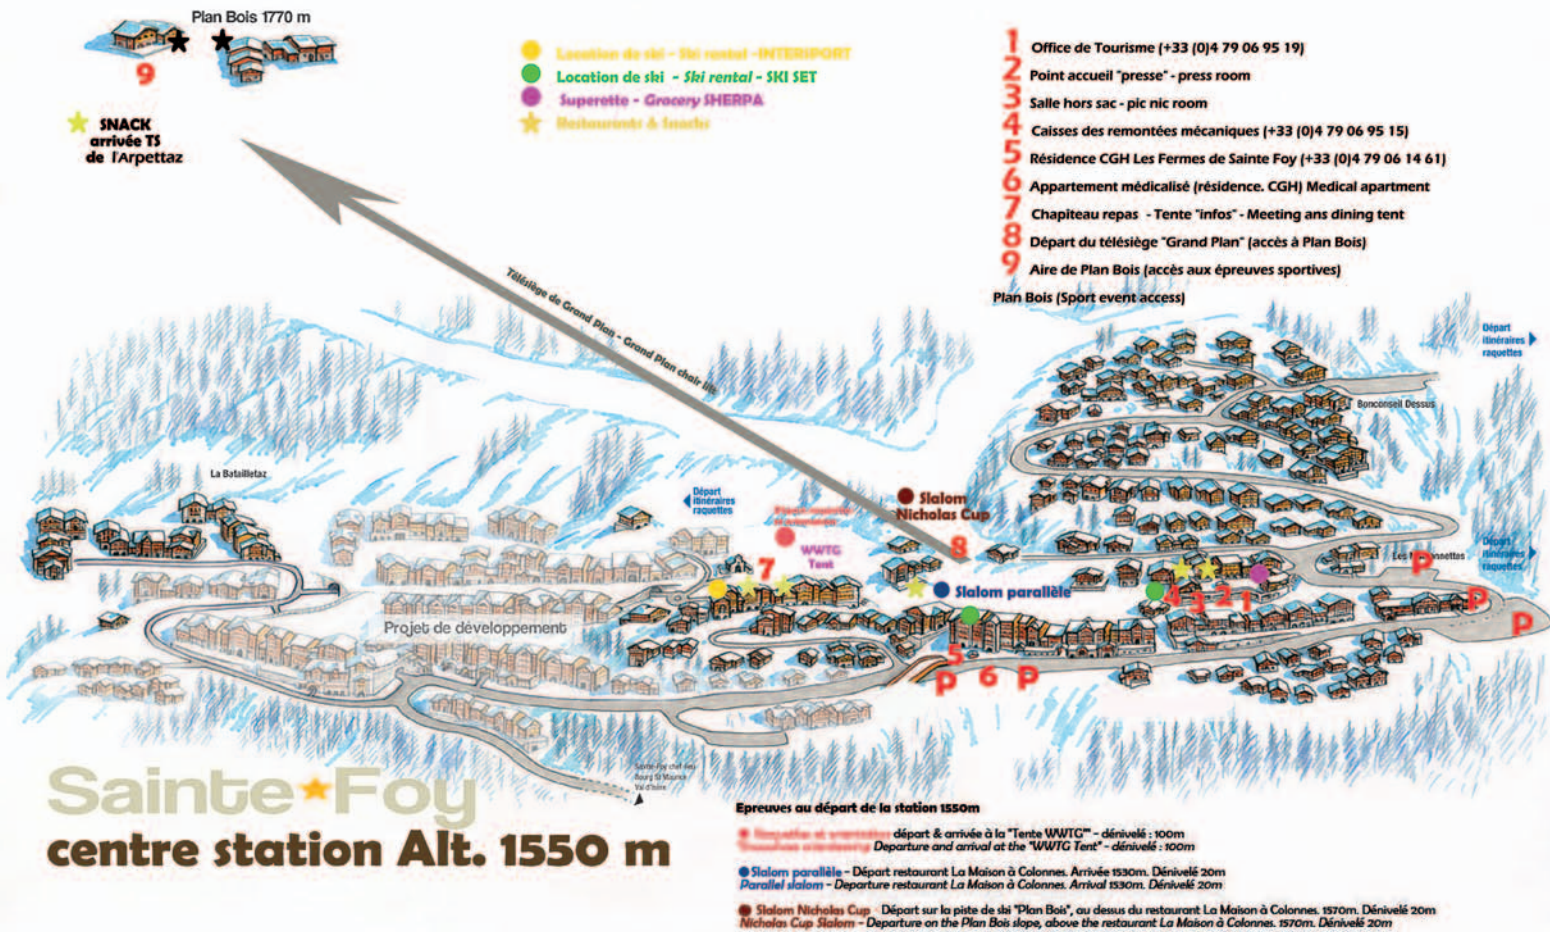 Plan Bois 1770 m
9
SNACK
arrivée TS
de l'Arpettaz
Location de ski - Ski rental -INTERSPORT
Location de ski - Ski rental - SKI SET
Superette - Grocery SHERPA
Restaurants & Snacks
1 Office de Tourisme (+33 (0)4 79 06 95 19)
2 Point accueil "presse" - press room
3 Salle hors sac - pic nic room
4 Caisses des remontées mécaniques (+33 (0)4 79 06 95 15)
5 Résidence CGH Les Fermes de Sainte Foy (+33 (0)4 79 06 14 61)
6 Appartement médicalisé (résidence. CGH) Medical apartment
7 Chapiteau repas - Tente "infos" - Meeting ans dining tent
8 Départ du télésiège "Grand Plan" (accès à Plan Bois)
9 Aire de Plan Bois (accès aux épreuves sportives)
Plan Bois (Sport event access)
Télésiège de Grand Plan - Grand Plan chair lift
Départ
itinéraires
raquettes
Bonconseil Dessus
La Batailletaz
Départ
itinéraires
raquettes
Slalom
Nicholas Cup
WWTG
Tent
7
8
Départ
itinéraires
raquettes
P
Slalom parallèle
4 3 2 1
P
P
Projet de développement
5
P 6 P
Sainte-Foy chef-lieu
Bourg St Maurice
Val d'Isère
Sainte Foy
centre station Alt. 1550 m
Epreuves au départ de la station 1550m
départ & arrivée à la "Tente WWTG"" - dénivelé : 100m
Departure and arrival at the "WWTG Tent" - dénivelé : 100m
Slalom parallèle - Départ restaurant La Maison à Colonnes. Arrivée 1530m. Dénivelé 20m
Parallel slalom - Departure restaurant La Maison à Colonnes. Arrival 1530m. Dénivelé 20m
Slalom Nicholas Cup - Départ sur la piste de ski "Plan Bois", au dessus du restaurant La Maison à Colonnes. 1570m. Dénivelé 20m
Nicholas Cup Slalom - Departure on the Plan Bois slope, above the restaurant La Maison à Colonnes. 1570m. Dénivelé 20m